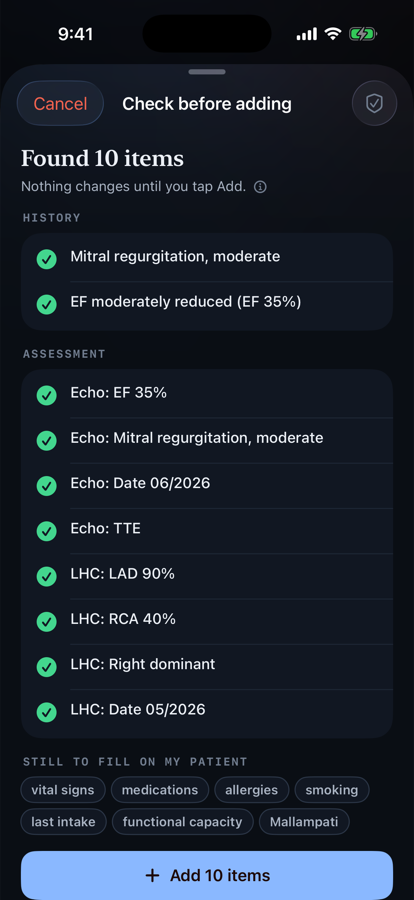 9:41
Cancel
Check before adding
Found 10 items
Nothing changes until you tap Add.
HISTORY
Mitral regurgitation, moderate
EF moderately reduced (EF 35%)
ASSESSMENT
Echo: EF 35%
Echo: Mitral regurgitation, moderate
Echo: Date 06/2026
Echo: TTE
LHC: LAD 90%
LHC: RCA 40%
LHC: Right dominant
LHC: Date 05/2026
STILL TO FILL ON MY PATIENT
vital signs medications allergies smoking
last intake functional capacity Mallampati
+ Add 10 items